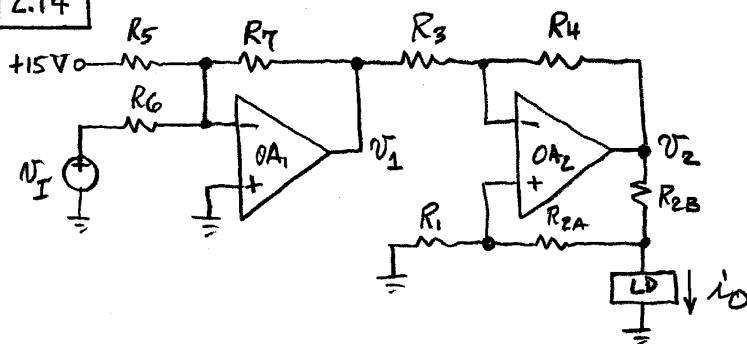 2.14
R5 R7 R3 R4
+15V
R6
vI
OA1
v1
OA2
v2
R1 R2A R2B
LD iO